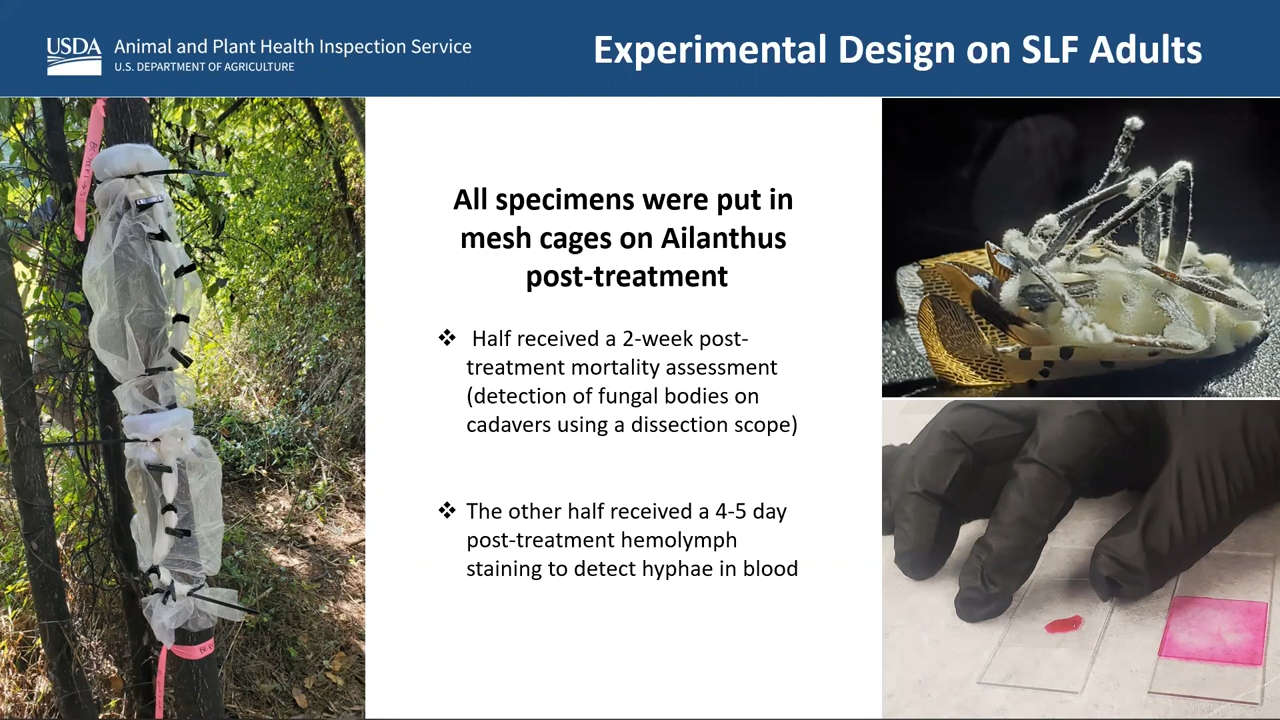 USDA Animal and Plant Health Inspection Service
U.S. DEPARTMENT OF AGRICULTURE
Experimental Design on SLF Adults
All specimens were put in
mesh cages on Ailanthus
post-treatment
❖ Half received a 2-week post-
treatment mortality assessment
(detection of fungal bodies on
cadavers using a dissection scope)
❖ The other half received a 4-5 day
post-treatment hemolymph
staining to detect hyphae in blood